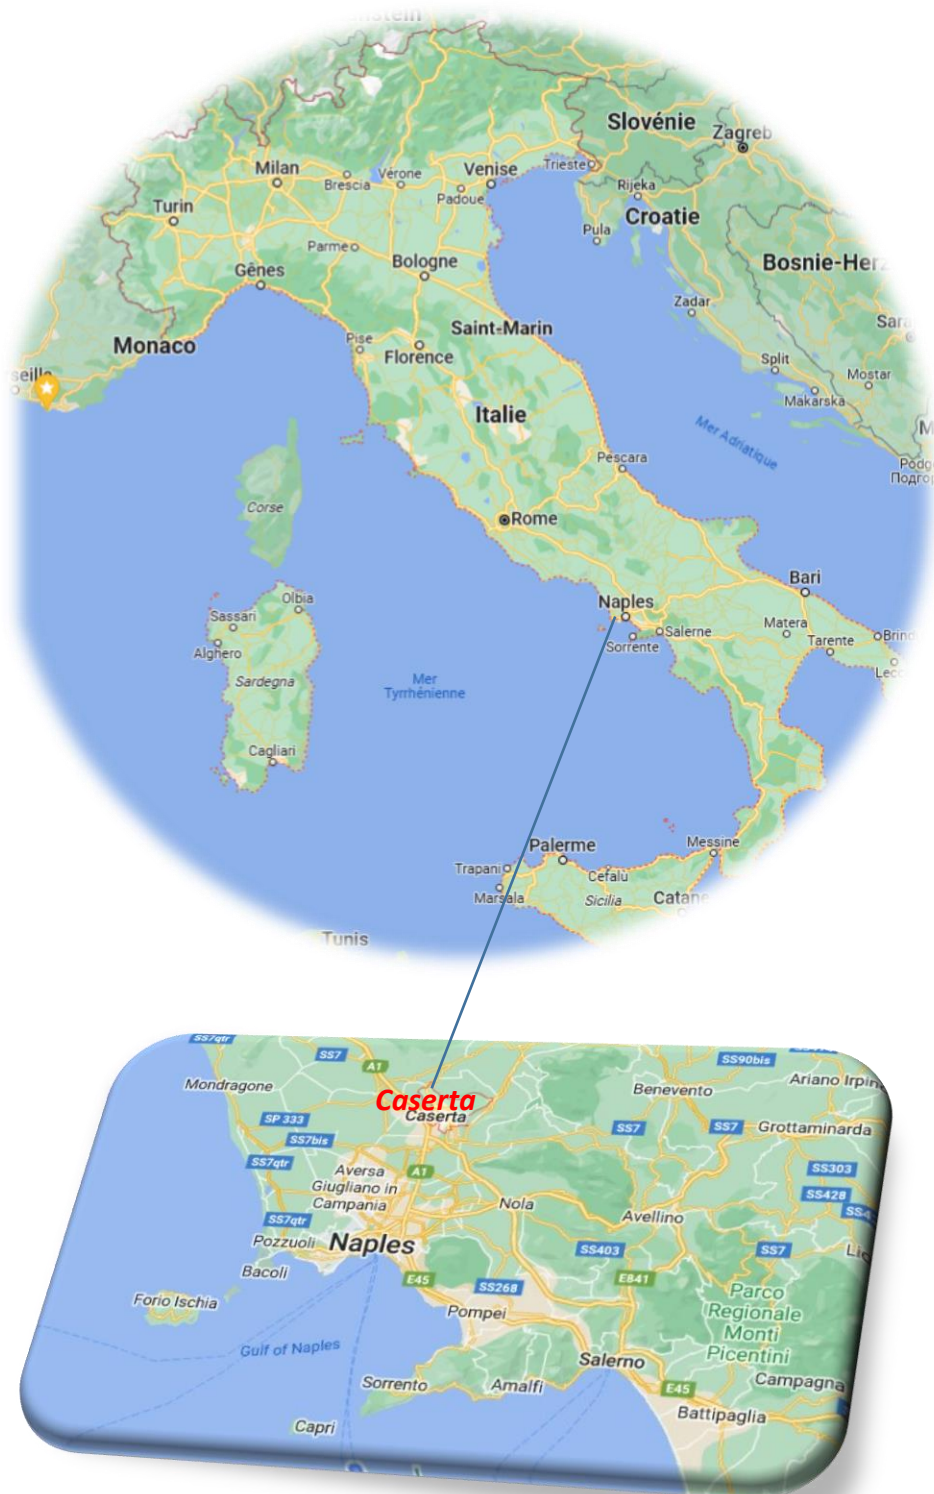 Slovénie
Zagreb
Milan
Brescia
Vérone
Venise
Padoue
Trieste
Rijeka
Turin
Croatie
Pula
Parme
Bologne
Gênes
Bosnie-Herz
Zadar
Saint-Marin
Monaco
Pise
Florence
Split
Mostar
Makarska
Italie
Mer Adriatique
Pescara
Corse
Rome
Bari
Olbia
Naples
Sassari
Matera
Salerne
Tarente
Sorrente
Alghero
Sardegna
Mer
Tyrrhénienne
Cagliari
Palerme
Messine
Trapani
Cefalù
Marsala
Sicilia
Catane
Tunis
SS7qtr
SS7
A1
SS90bis
Mondragone
Benevento
Ariano Irpin
Caserta
Caserta
SP 333
SS7bis
SS7
SS7
Grottaminarda
SS7qtr
Aversa
A1
SS303
Giugliano in
Campania
Nola
SS428
SS7qtr
Avellino
Pozzuoli
Naples
SS403
SS7
Bacoli
E45
SS268
E841
Forio Ischia
Pompei
Parco
Regionale
Monti
Picentini
Gulf of Naples
Salerno
Sorrento
Amalfi
E45
Campagna
Capri
Battipaglia